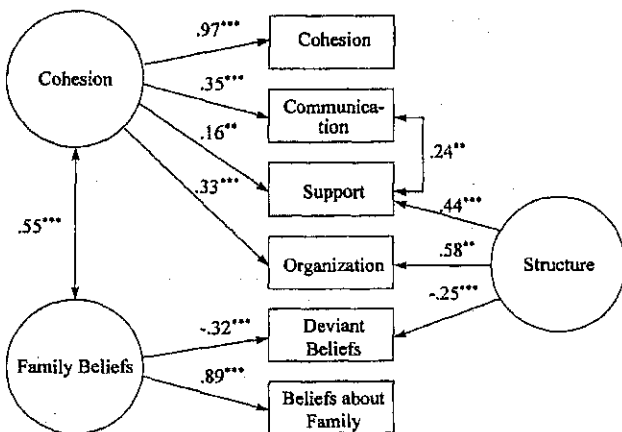 .97***
Cohesion
Cohesion
.35***
Communica-
tion
.16**
.24**
.33***
Support
.44***
.55***
Organization
.58**
Structure
-.25***
-.32***
Deviant
Beliefs
Family Beliefs
.89***
Beliefs about
Family